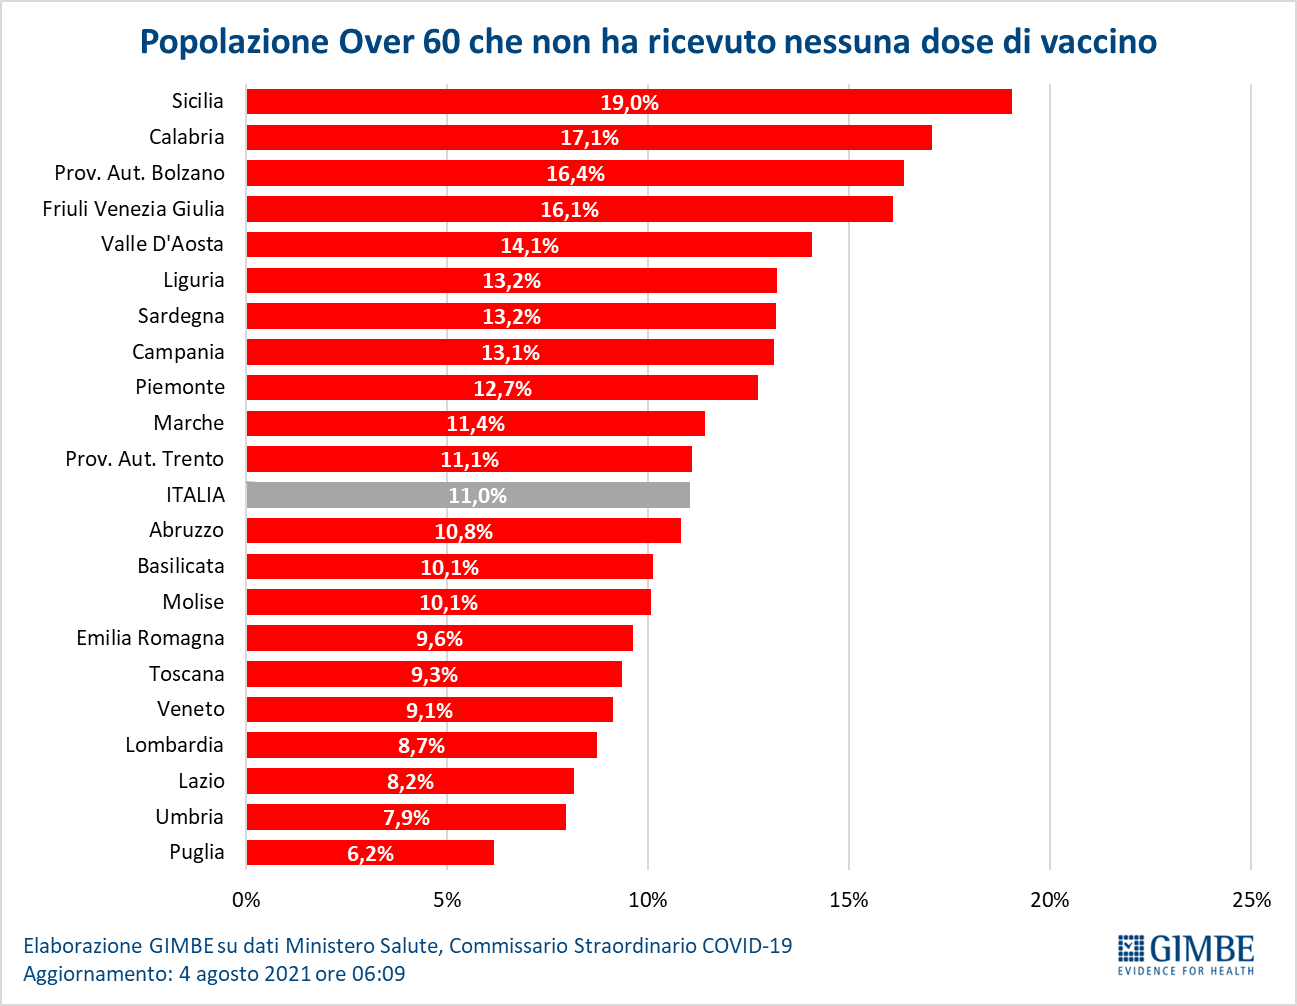 Popolazione Over 60 che non ha ricevuto nessuna dose di vaccino
Sicilia 19,0%
Calabria 17,1%
Prov. Aut. Bolzano 16,4%
Friuli Venezia Giulia 16,1%
Valle D'Aosta 14,1%
Liguria 13,2%
Sardegna 13,2%
Campania 13,1%
Piemonte 12,7%
Marche 11,4%
Prov. Aut. Trento 11,1%
ITALIA 11,0%
Abruzzo 10,8%
Basilicata 10,1%
Molise 10,1%
Emilia Romagna 9,6%
Toscana 9,3%
Veneto 9,1%
Lombardia 8,7%
Lazio 8,2%
Umbria 7,9%
Puglia 6,2%
0% 5% 10% 15% 20% 25%
Elaborazione GIMBE su dati Ministero Salute, Commissario Straordinario COVID-19
Aggiornamento: 4 agosto 2021 ore 06:09
GIMBE
EVIDENCE FOR HEALTH